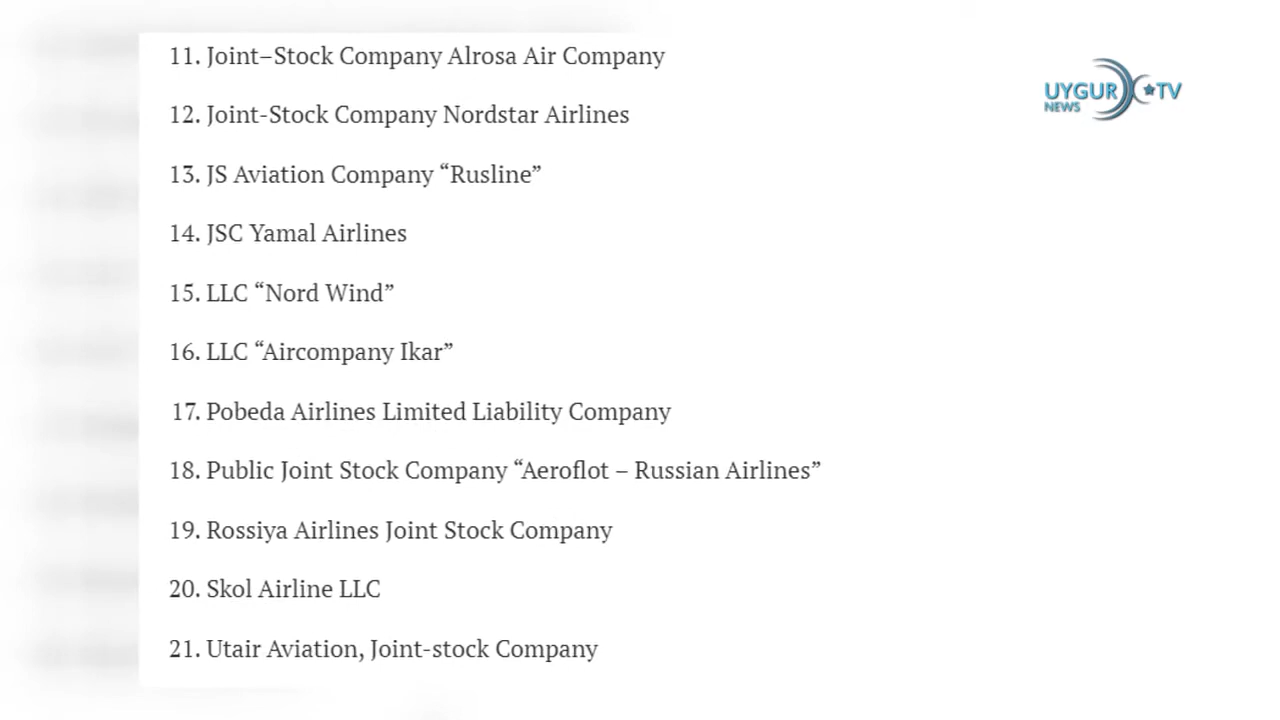 11. Joint–Stock Company Alrosa Air Company
12. Joint-Stock Company Nordstar Airlines
13. JS Aviation Company “Rusline”
14. JSC Yamal Airlines
15. LLC “Nord Wind”
16. LLC “Aircompany Ikar”
17. Pobeda Airlines Limited Liability Company
18. Public Joint Stock Company “Aeroflot – Russian Airlines”
19. Rossiya Airlines Joint Stock Company
20. Skol Airline LLC
21. Utair Aviation, Joint-stock Company
UYGUR TV
NEWS